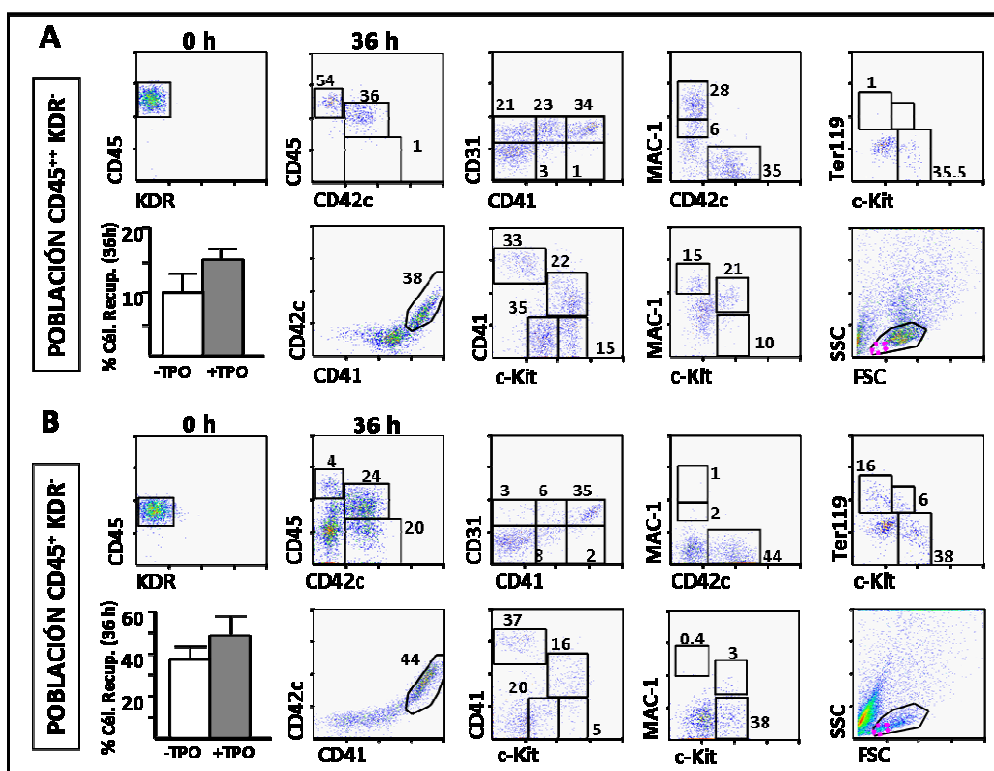 A
0 h
36 h
POBLACIÓN CD45++ KDR-
CD45
KDR
54
36
1
CD45
CD42c
21
23
34
3
1
CD31
CD41
28
6
35
MAC-1
CD42c
1
35.5
Ter119
c-Kit
20
10
% Cél. Recup. (36h)
-TPO +TPO
38
CD42c
CD41
33
22
35
15
CD41
c-Kit
15
21
10
MAC-1
c-Kit
SSC
FSC
B
0 h
36 h
POBLACIÓN CD45+ KDR-
CD45
KDR
4
24
20
CD45
CD42c
3
6
35
8
2
CD31
CD41
1
2
44
MAC-1
CD42c
16
6
38
Ter119
c-Kit
60
40
20
% Cél. Recup. (36 h)
-TPO +TPO
44
CD42c
CD41
37
16
20
5
CD41
c-Kit
0.4
3
38
MAC-1
c-Kit
SSC
FSC